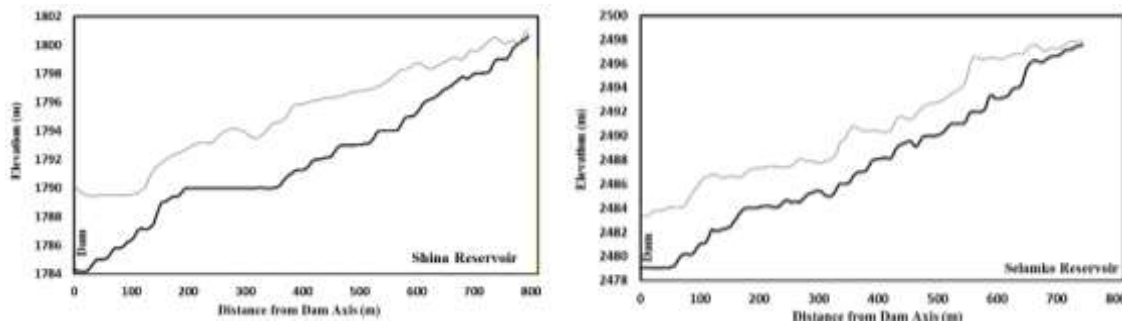 1802
1800
1798
1796
1794
1792
1790
1788
1786
1784
Elevation (m)
Dam
Shina Reservoir
0 100 200 300 400 500 600 700 800
Distance from Dam Axis (m)
2500
2498
2496
2494
2492
2490
2488
2486
2484
2482
2480
2478
Elevation (m)
Dam
Selamko Reservoir
0 100 200 300 400 500 600 700 800
Distance from Dam Axis (m)